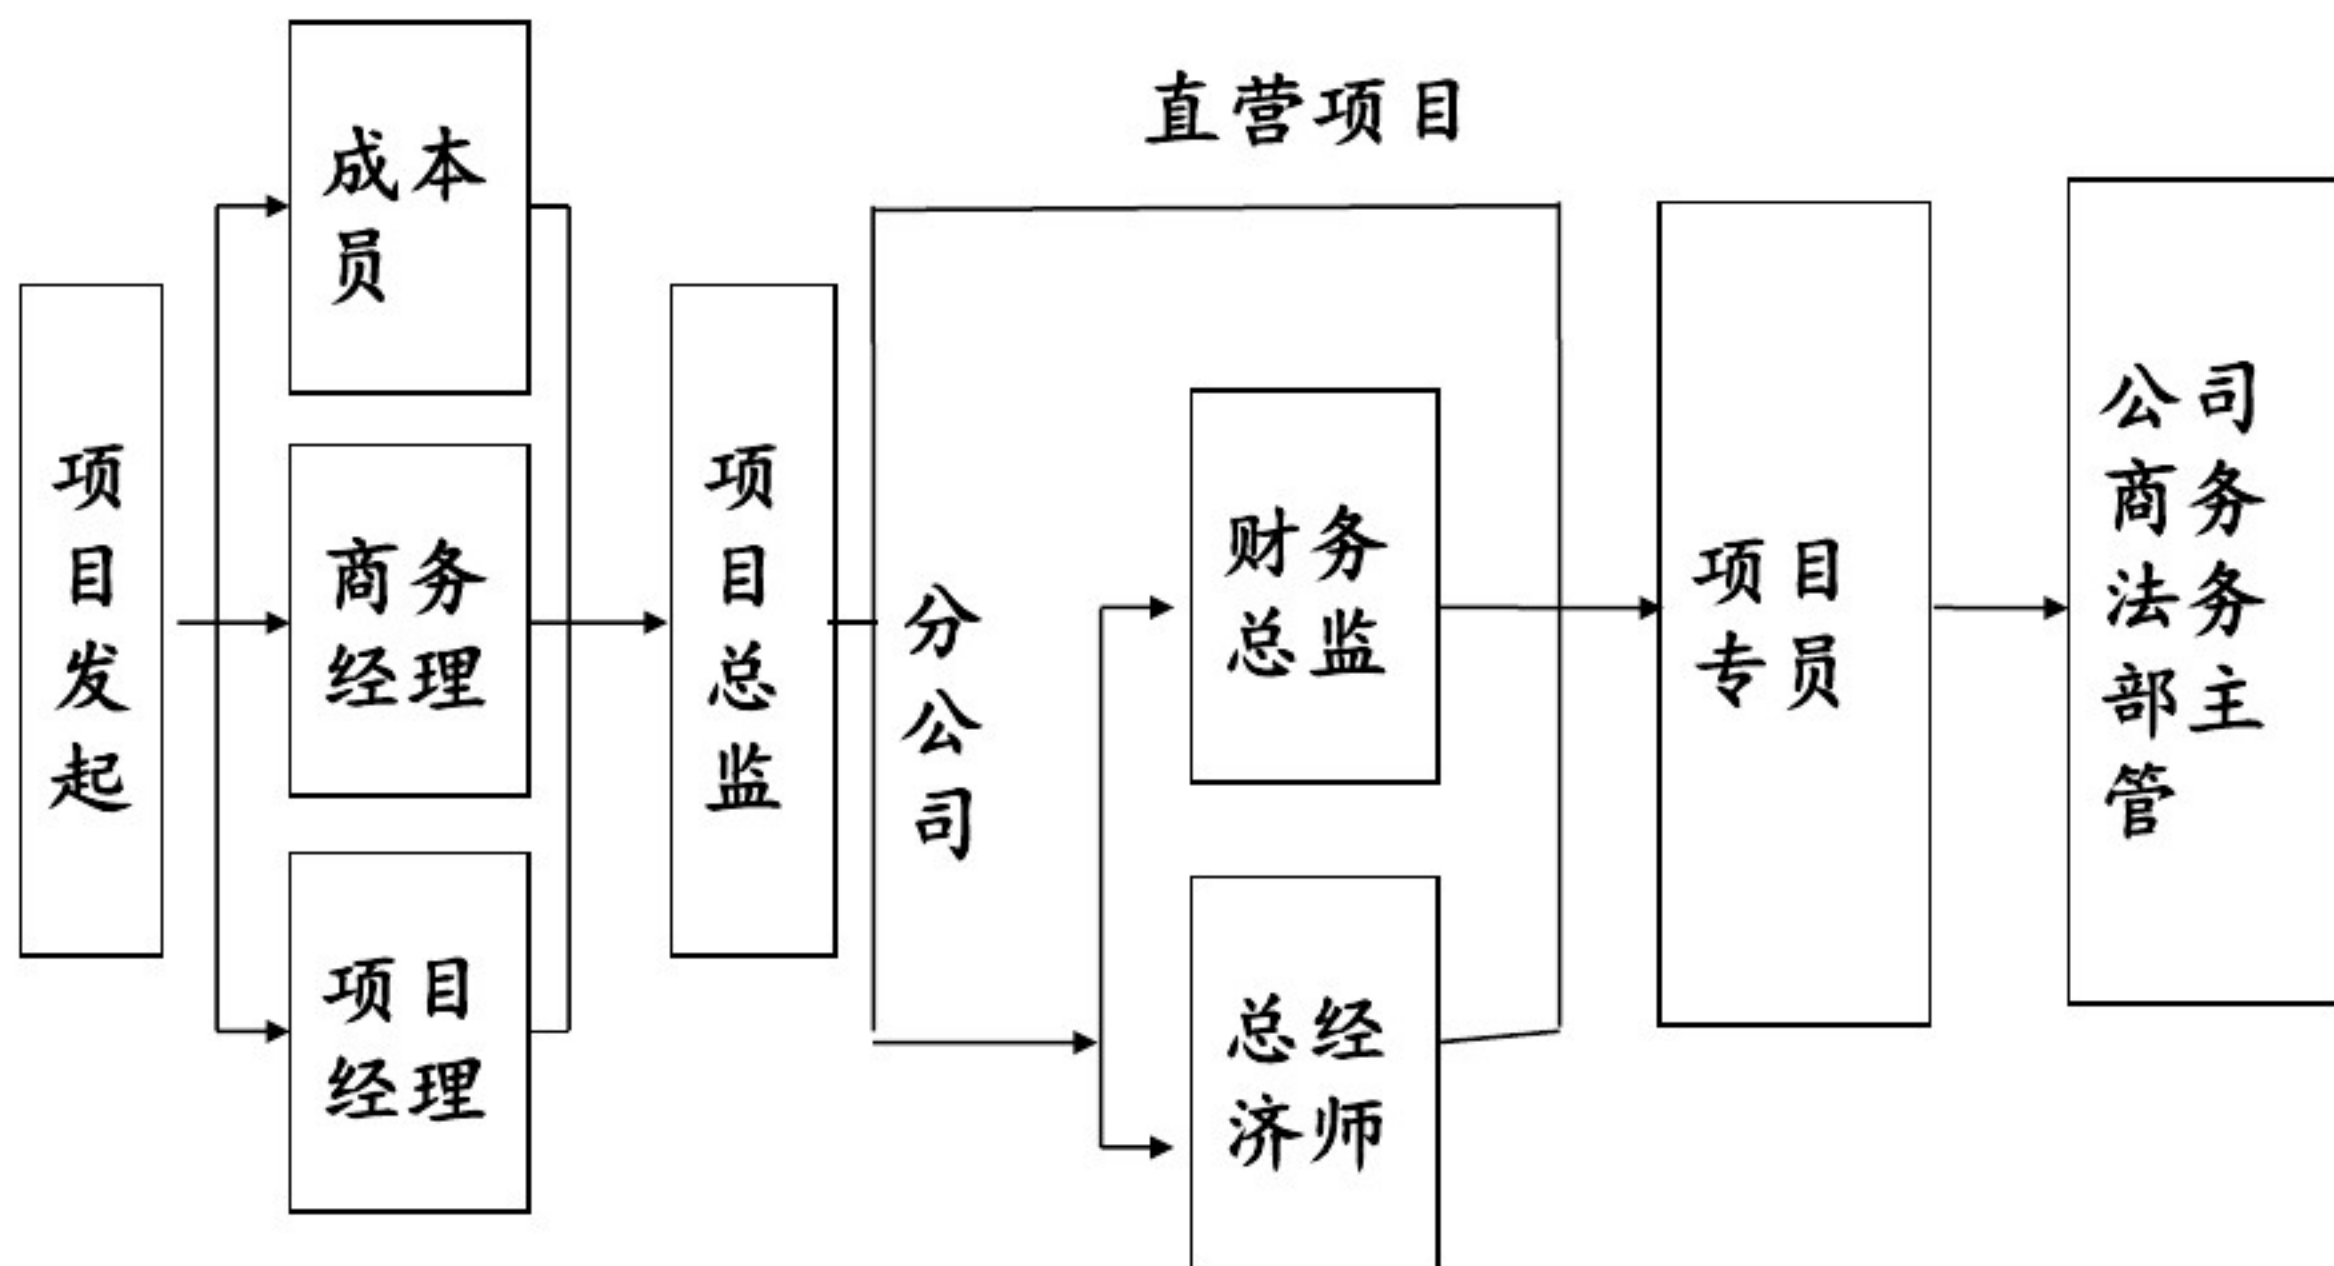 项
目
发
起
成本
员
商务
经理
项目
经理
项
目
总
监
直营项目
分
公
司
财务
总监
总经
济师
项目
专员
公司
商务
法务
部主
管